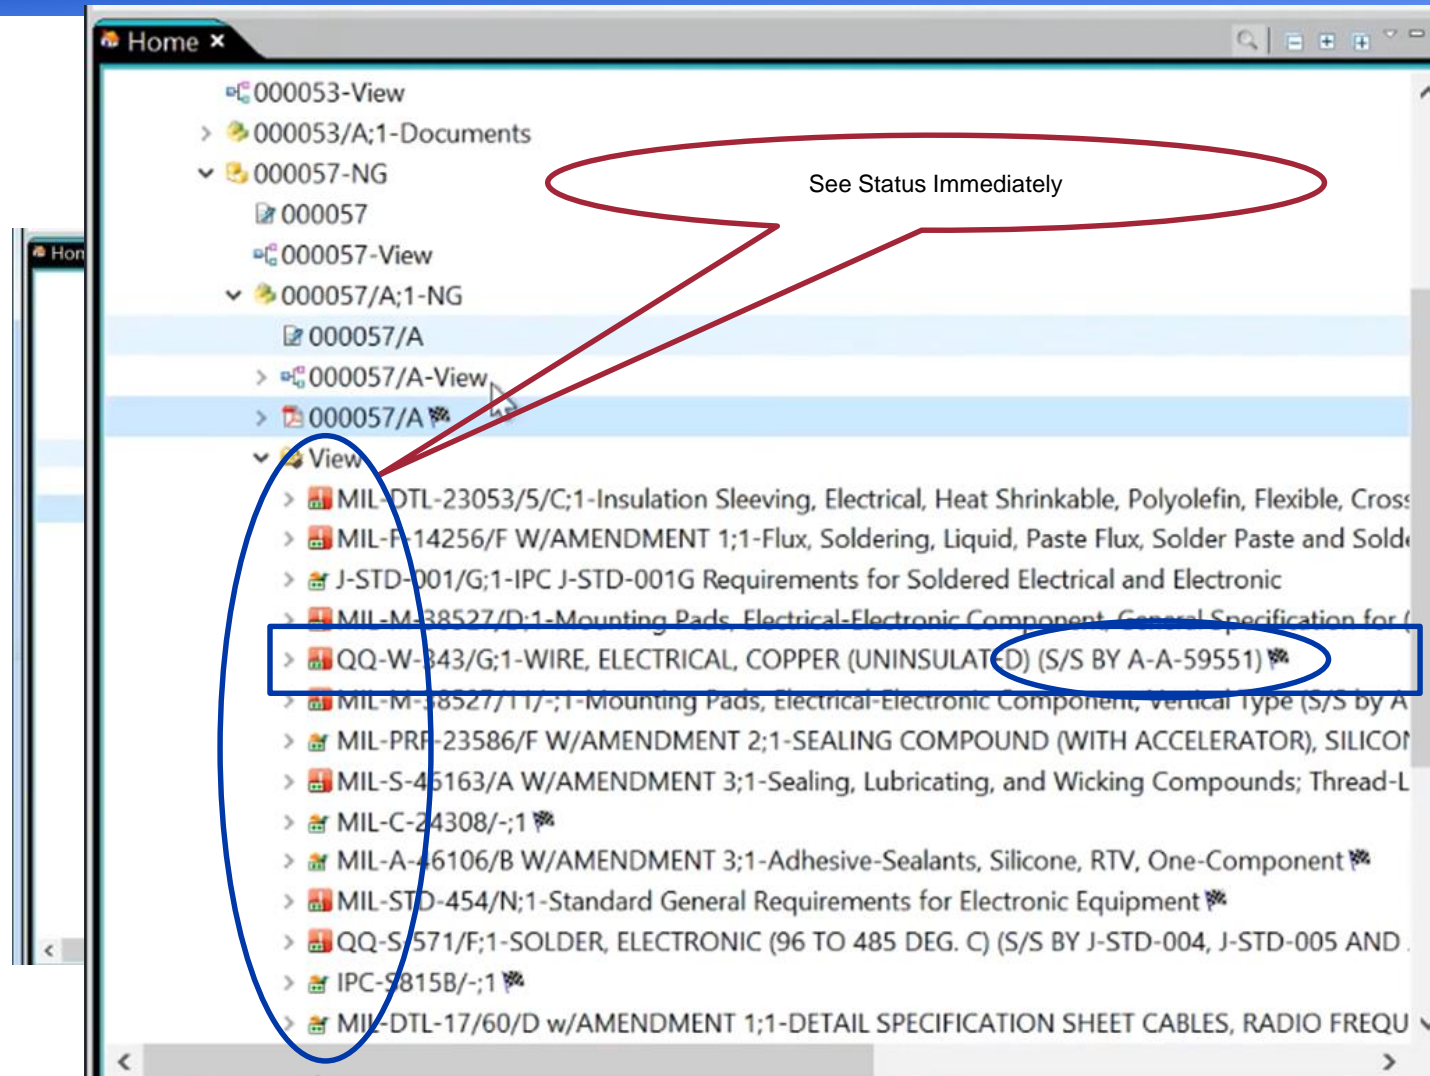 Home
000053-View
000053/A;1-Documents
000057-NG
See Status Immediately
000057
Hon
000057-View
000057/A;1-NG
000057/A
000057/A-View
000057/A
View
MIL-DTL-23053/5/C;1-Insulation Sleeving, Electrical, Heat Shrinkable, Polyolefin, Flexible, Cross
MIL-F-14256/F W/AMENDMENT 1;1-Flux, Soldering, Liquid, Paste Flux, Solder Paste and Solde
J-STD-001/G;1-IPC J-STD-001G Requirements for Soldered Electrical and Electronic
MIL-M-38527/D;1-Mounting Pads, Electrical-Electronic Component, General Specification for (
QQ-W-343/G;1-WIRE, ELECTRICAL, COPPER (UNINSULATED) (S/S BY A-A-59551)
MIL-M-38527/11/-;1-Mounting Pads, Electrical-Electronic Component, Vertical Type (S/S by A
MIL-PRF-23586/F W/AMENDMENT 2;1-SEALING COMPOUND (WITH ACCELERATOR), SILICON
MIL-S-46163/A W/AMENDMENT 3;1-Sealing, Lubricating, and Wicking Compounds; Thread-L
MIL-C-24308/-;1
MIL-A-46106/B W/AMENDMENT 3;1-Adhesive-Sealants, Silicone, RTV, One-Component
MIL-STD-454/N;1-Standard General Requirements for Electronic Equipment
QQ-S-571/F;1-SOLDER, ELECTRONIC (96 TO 485 DEG. C) (S/S BY J-STD-004, J-STD-005 AND
IPC-S815B/-;1
MIL-DTL-17/60/D w/AMENDMENT 1;1-DETAIL SPECIFICATION SHEET CABLES, RADIO FREQU